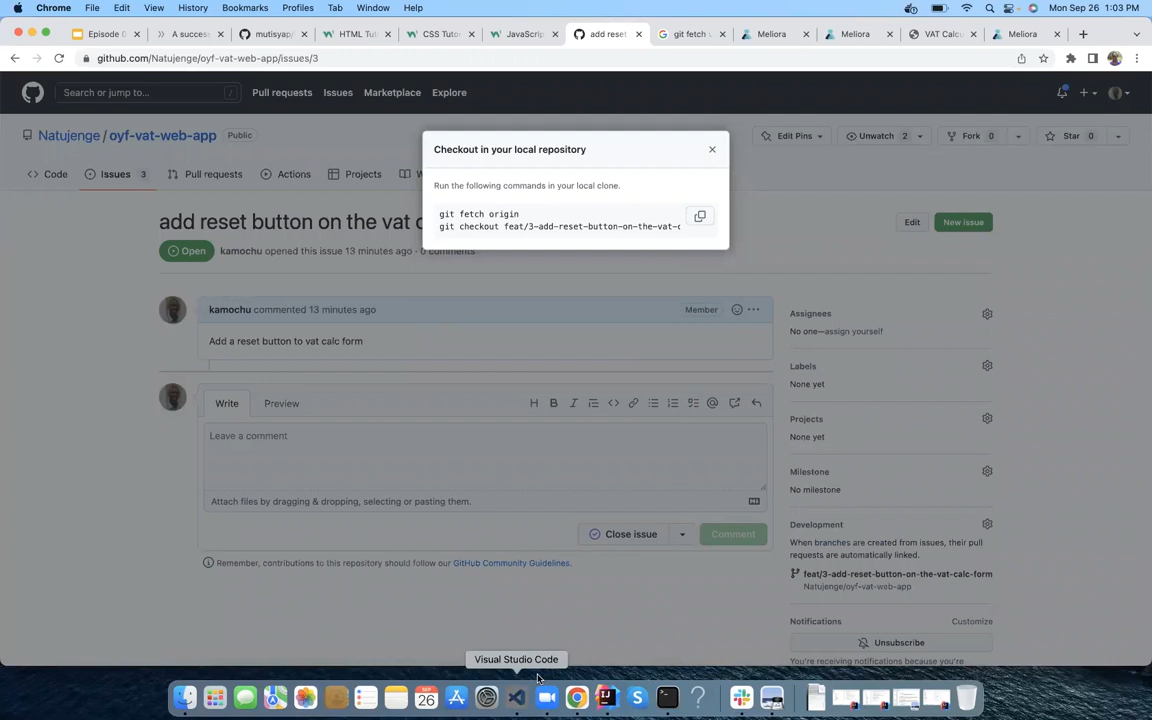 Chrome File Edit View History Bookmarks Profiles Tab Window Help Mon Sep 26 1:03 PM
Episode A succes mutisyap/ HTML Tut CSS Tutor JavaScrip add reset git fetch Meliora Meliora VAT Calcu Meliora
github.com/Natujenge/oyf-vat-web-app/issues/3
Search or jump to... / Pull requests Issues Marketplace Explore
Natujenge / oyf-vat-web-app Public Edit Pins Unwatch 2 Fork 0 Star 0
Checkout in your local repository
Code Issues 3 Pull requests Actions Projects
Run the following commands in your local clone.
git fetch origin
git checkout feat/3-add-reset-button-on-the-vat-c
add reset button on the vat Edit New issue
Open kamochu opened this issue 13 minutes ago · 0 comments
kamochu commented 13 minutes ago Member
Add a reset button to vat calc form
Assignees
No one—assign yourself
Labels
None yet
Projects
None yet
Milestone
No milestone
Write Preview
Leave a comment
Attach files by dragging & dropping, selecting or pasting them.
Close issue Comment
Remember, contributions to this repository should follow our GitHub Community Guidelines.
Development
When branches are created from issues, their pull
requests are automatically linked.
feat/3-add-reset-button-on-the-vat-calc-form
Natujenge/oyf-vat-web-app
Notifications Customize
Unsubscribe
You're receiving notifications because you're
Visual Studio Code
SEP
26